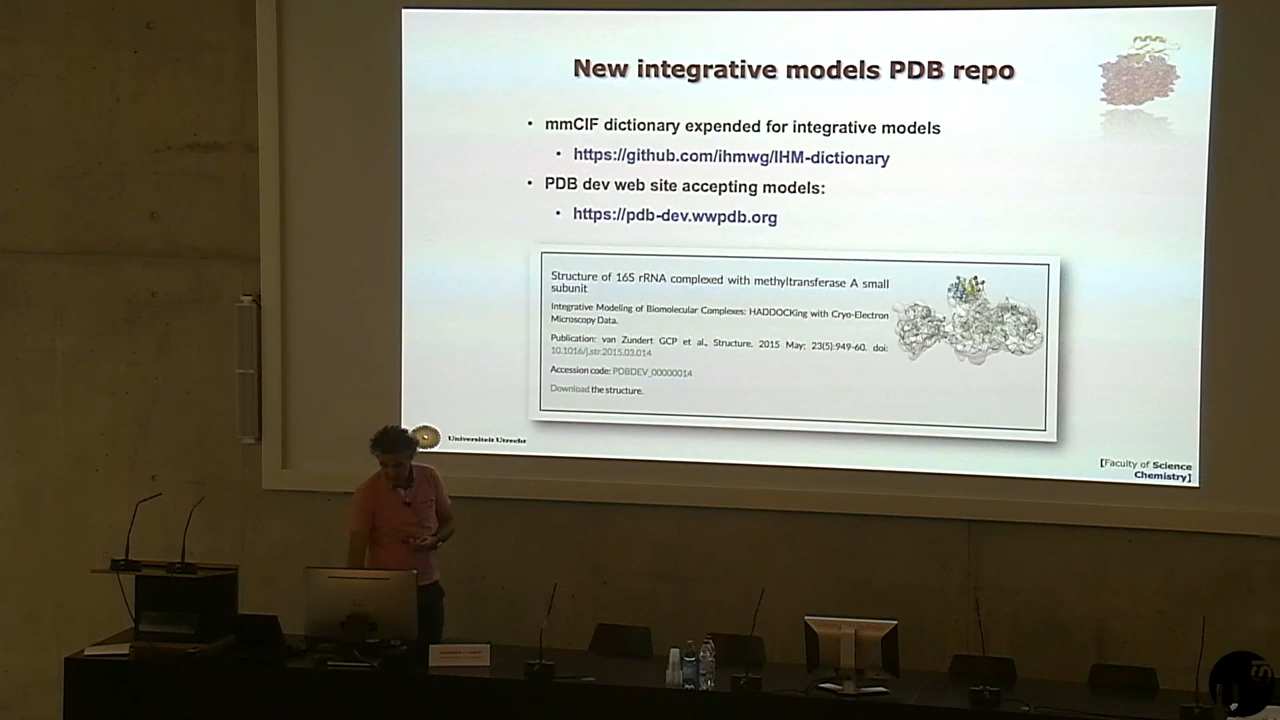 New integrative models PDB repo
• mmCIF dictionary expended for integrative models
• https://github.com/ihmwg/IHM-dictionary
• PDB dev web site accepting models:
• https://pdb-dev.wwpdb.org
Structure of 16S rRNA complexed with methyltransferase A small
subunit
Integrative Modeling of Biomolecular Complexes: HADDOCKing with Cryo-Electron
Microscopy Data.
Publication: van Zundert GCP et al., Structure. 2015 May; 23(5):949-60. doi:
10.1016/j.str.2015.03.014
Accession code: PDBDEV_00000014
Download the structure.
Universiteit Utrecht
[Faculty of Science
Chemistry]